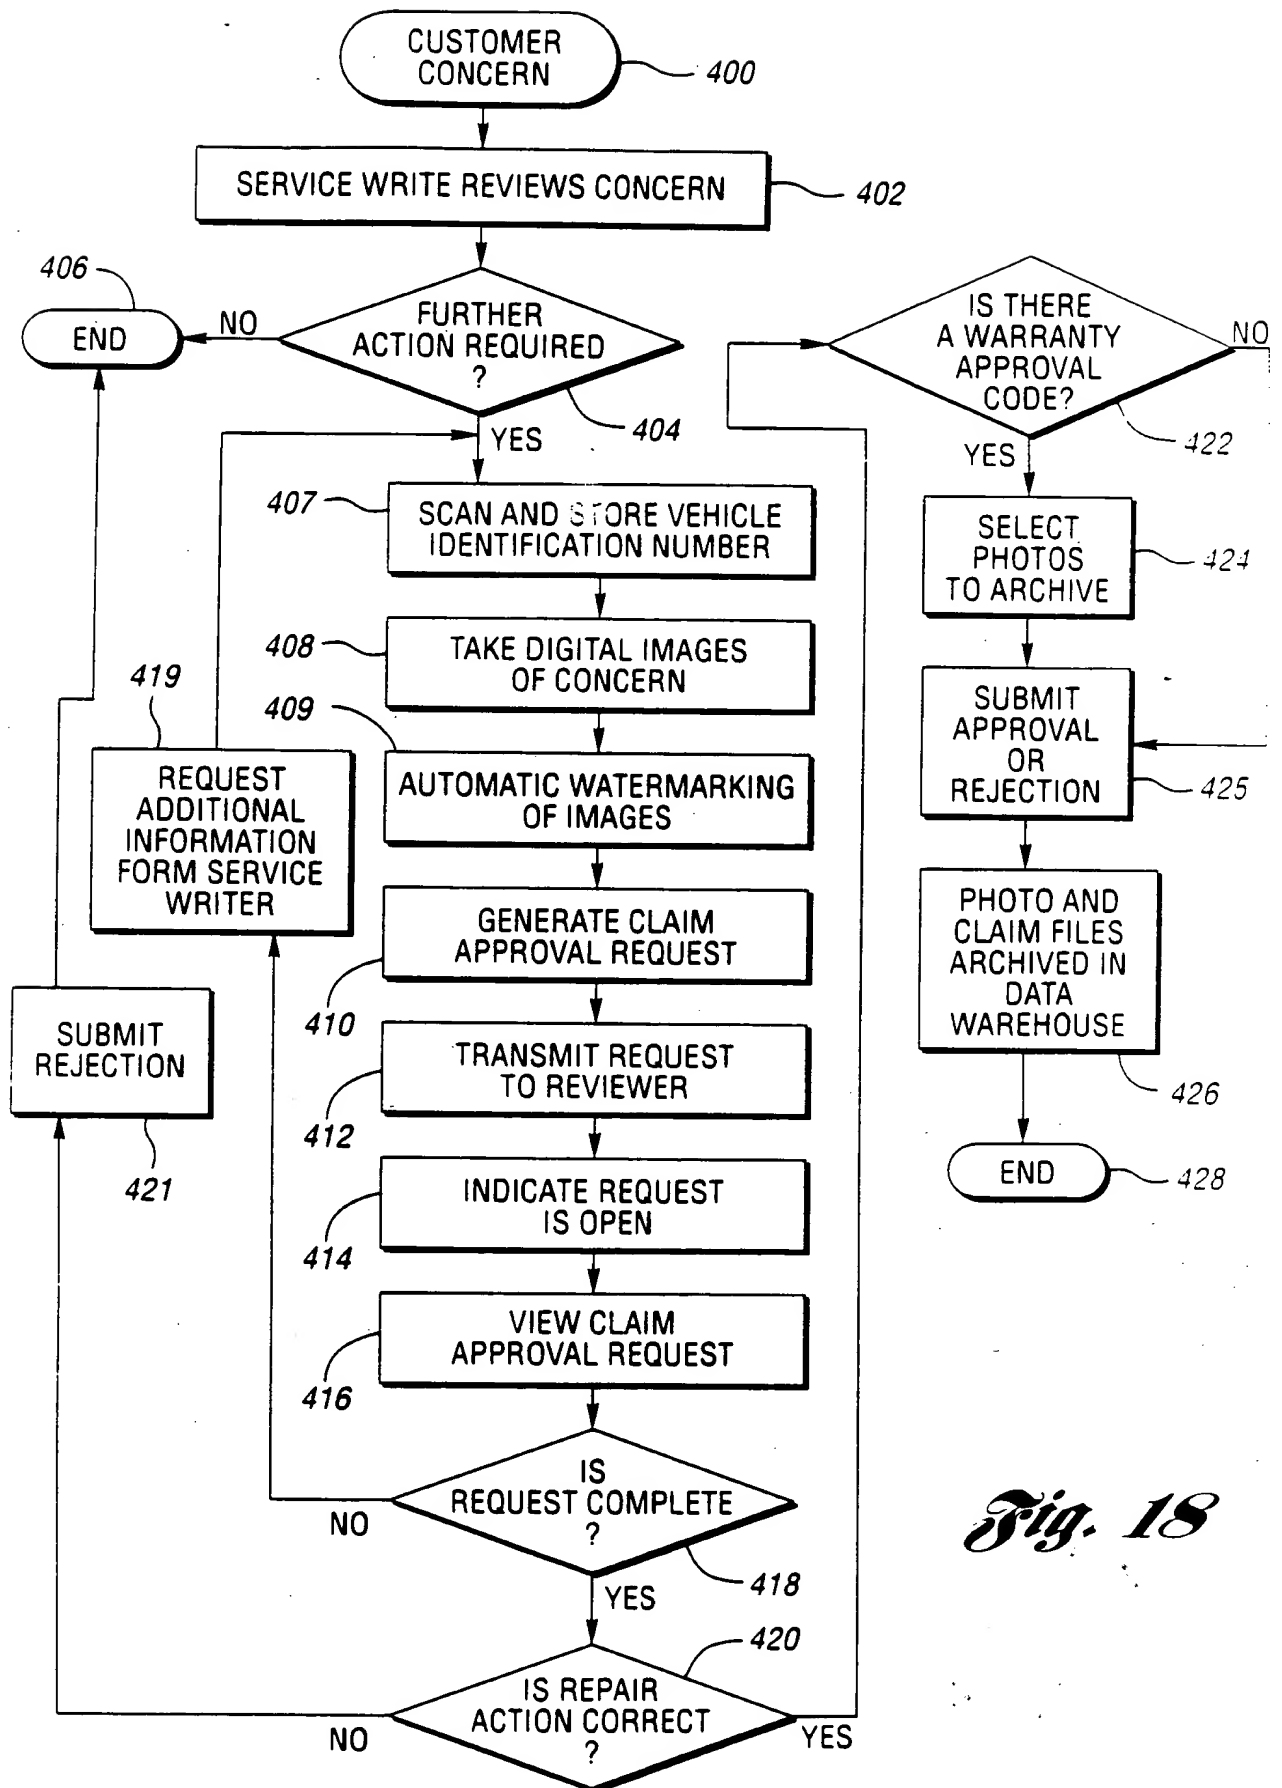 CUSTOMER
CONCERN
400
SERVICE WRITE REVIEWS CONCERN
402
406
END
NO
FURTHER
ACTION REQUIRED
?
404
YES
407
SCAN AND STORE VEHICLE
IDENTIFICATION NUMBER
408
TAKE DIGITAL IMAGES
OF CONCERN
409
AUTOMATIC WATERMARKING
OF IMAGES
419
REQUEST
ADDITIONAL
INFORMATION
FORM SERVICE
WRITER
GENERATE CLAIM
APPROVAL REQUEST
410
SUBMIT
REJECTION
421
TRANSMIT REQUEST
TO REVIEWER
412
INDICATE REQUEST
IS OPEN
414
VIEW CLAIM
APPROVAL REQUEST
416
IS
REQUEST COMPLETE
?
NO
418
YES
420
IS REPAIR
ACTION CORRECT
?
NO
YES
IS THERE
A WARRANTY
APPROVAL
CODE?
NO
422
YES
SELECT
PHOTOS
TO ARCHIVE
424
SUBMIT
APPROVAL
OR
REJECTION
425
PHOTO AND
CLAIM FILES
ARCHIVED IN
DATA
WAREHOUSE
426
END
428
Fig. 18